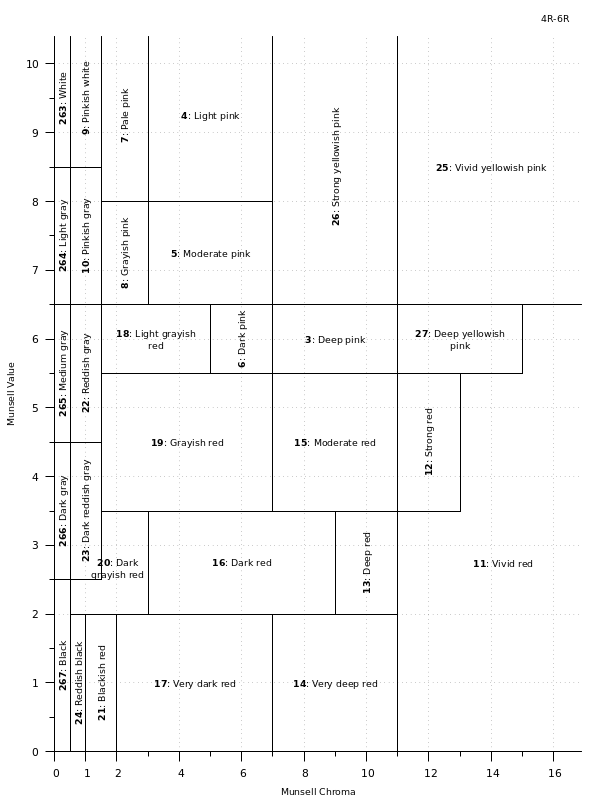 4R-6R
10
9
8
7
6
5
4
3
2
1
0
Munsell Value
263: White
9: Pinkish white
7: Pale pink
4: Light pink
26: Strong yellowish pink
25: Vivid yellowish pink
264: Light gray
10: Pinkish gray
8: Grayish pink
5: Moderate pink
265: Medium gray
22: Reddish gray
18: Light grayish
red
6: Dark pink
3: Deep pink
27: Deep yellowish
pink
19: Grayish red
15: Moderate red
12: Strong red
266: Dark gray
23: Dark reddish gray
20: Dark
grayish red
16: Dark red
13: Deep red
11: Vivid red
267: Black
24: Reddish black
21: Blackish red
17: Very dark red
14: Very deep red
0 1 2 4 6 8 10 12 14 16
Munsell Chroma